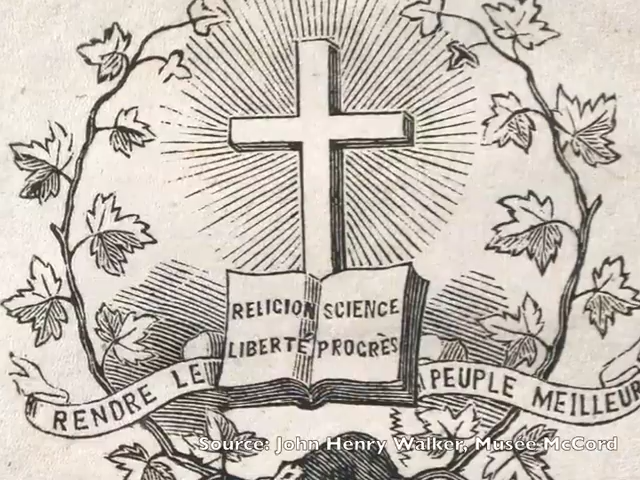 RELIGION SCIENCE
LIBERTÉ PROGRÈS
RENDRE LE PEUPLE MEILLEUR
Source: John Henry Walker, Musée McCord